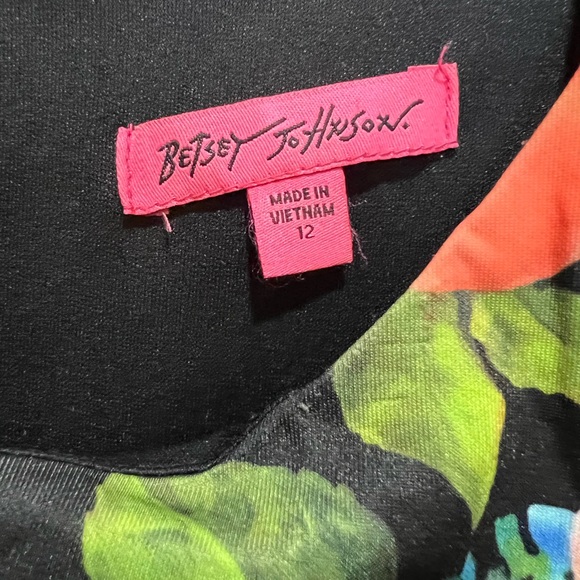 BETSEY JOHNSON.
MADE IN
VIETNAM
12